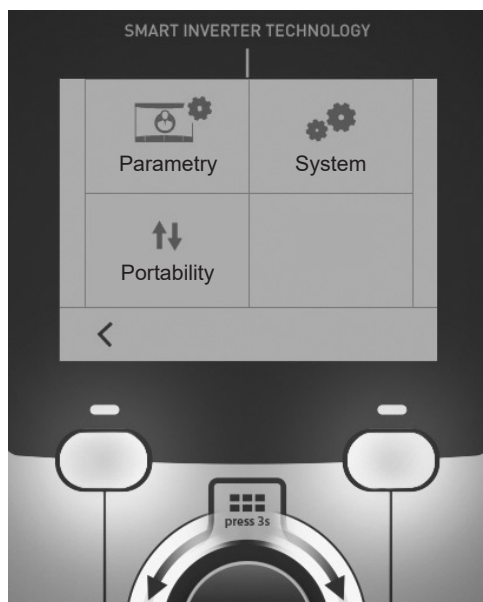 SMART INVERTER TECHNOLOGY
Parametry
System
Portability
press 3s